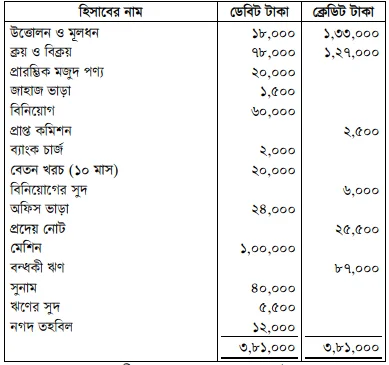 হিসাবের নাম ডেবিট টাকা ক্রেডিট টাকা
উত্তোলন ও মূলধন ১৮,০০০ ১,৩৩,০০০
ক্রয় ও বিক্রয় ৭৮,০০০ ১,২৭,০০০
প্রারম্ভিক মজুদ পণ্য ২০,০০০
জাহাজ ভাড়া ১,৫০০
বিনিয়োগ ৬০,০০০
প্রাপ্ত কমিশন ২,৫০০
ব্যাংক চার্জ ২,০০০
বেতন খরচ (১০ মাস) ২০,০০০
বিনিয়োগের সুদ ৬,০০০
অফিস ভাড়া ২৪,০০০
প্রদেয় নোট ২৫,৫০০
মেশিন ১,০০,০০০
বন্ধকী ঋণ ৮৭,০০০
সুনাম ৪০,০০০
ঋণের সুদ ৫,৫০০
নগদ তহবিল ১২,০০০
৩,৮১,০০০ ৩,৮১,০০০